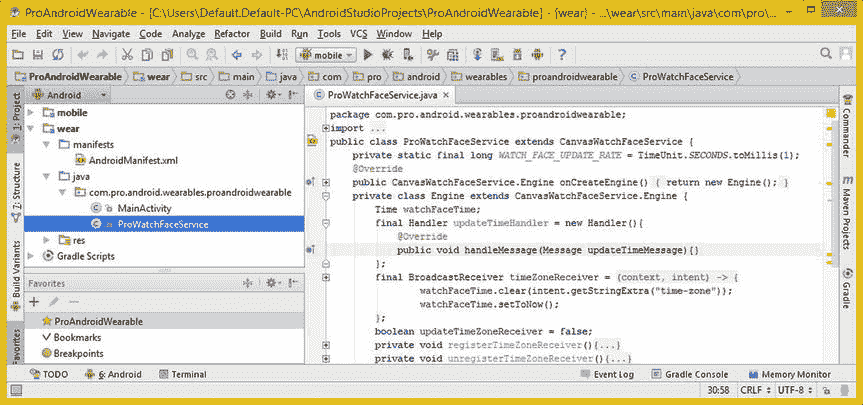 ProAndroidWearable - [C:\Users\Default.Default-PC\AndroidStudioProjects\ProAndroidWearable] - [wear] - ...\wear\src\main\java\com\pro\...
File Edit View Navigate Code Analyze Refactor Build Run Tools VCS Window Help
mobile
ProAndroidWearable wear src main java com pro android wearables proandroidwearable ProWatchFaceService
1: Project
7: Structure
Build Variants
Favorites
Android
mobile
wear
manifests
AndroidManifest.xml
java
com.pro.android.wearables.proandroidwearable
MainActivity
ProWatchFaceService
res
Gradle Scripts
Favorites
ProAndroidWearable
Bookmarks
Breakpoints
ProWatchFaceService.java
package com.pro.android.wearables.proandroidwearable;
import ...
public class ProWatchFaceService extends CanvasWatchFaceService {
private static final long WATCH_FACE_UPDATE_RATE = TimeUnit.SECONDS.toMillis(1);
@Override
public CanvasWatchFaceService.Engine onCreateEngine() { return new Engine(); }
private class Engine extends CanvasWatchFaceService.Engine {
Time watchFaceTime;
final Handler updateTimeHandler = new Handler(){
@Override
public void handleMessage(Message updateTimeMessage){}
};
final BroadcastReceiver timeZoneReceiver = (context, intent) -> {
watchFaceTime.clear(intent.getStringExtra("time-zone"));
watchFaceTime.setToNow();
};
boolean updateTimeZoneReceiver = false;
private void registerTimeZoneReceiver(){...}
private void unregisterTimeZoneReceiver(){...}
Commander
Maven Projects
Gradle
TODO 6: Android Terminal Event Log Gradle Console Memory Monitor
30:58 CRLF UTF-8